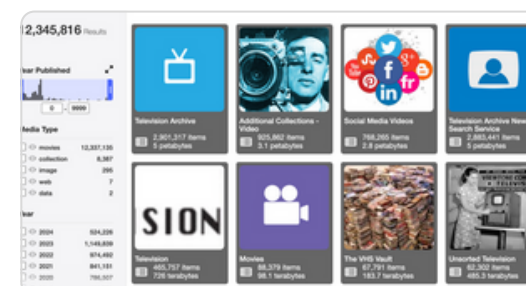 12,345,816 Results
Year Published
0 - 9999
Media Type
movies 12,337,135
collection 8,387
image 295
web 7
data 2
Year
2024 524,226
2023 1,149,839
2022 974,492
2021 841,151
2020 786,507
Television Archive
2,901,317 items
5 petabytes
Additional Collections -
Video
925,862 items
3.1 petabytes
Social Media Videos
768,265 items
2.8 petabytes
Television Archive New
Search Service
2,883,441 items
5 petabytes
SION
Television
465,757 items
726 terabytes
Movies
88,379 items
98.1 terabytes
The VHS Vault
67,791 items
183.7 terabytes
Unsorted Television
62,302 items
485.3 terabytes